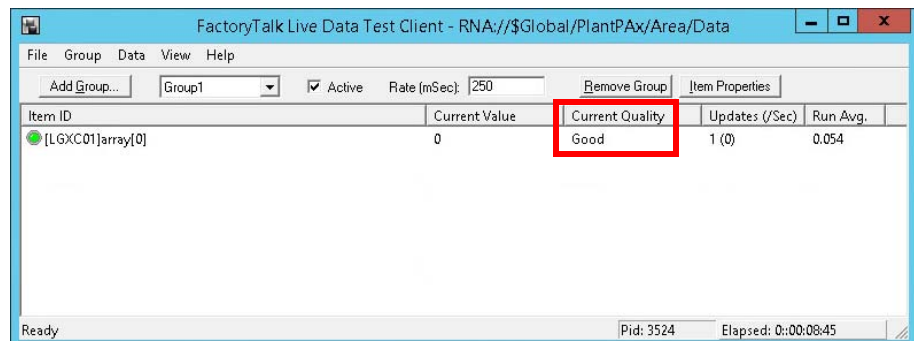 FactoryTalk Live Data Test Client - RNA://$Global/PlantPAx/Area/Data
File Group Data View Help
Add Group... Group1 Active Rate (mSec): 250 Remove Group Item Properties
Item ID Current Value Current Quality Updates (/Sec) Run Avg.
[LGXC01]array[0] 0 Good 1 (0) 0.054
Ready Pid: 3524 Elapsed: 0::00:08:45